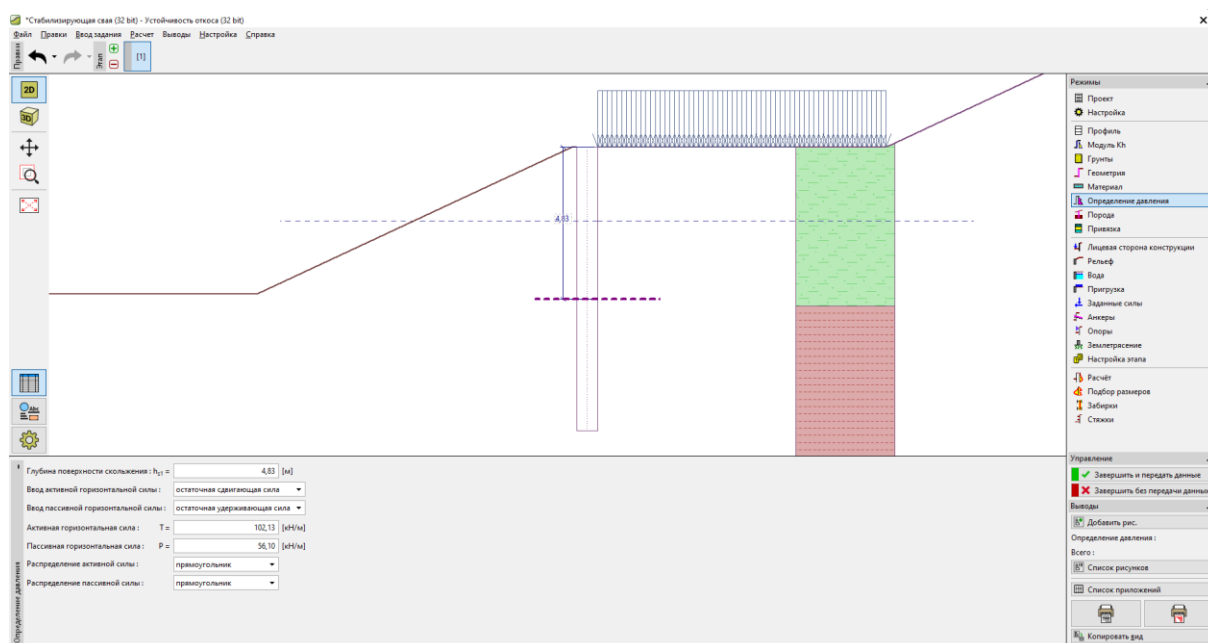 *Стабилизирующая свая (32 bit) - Устойчивость откоса (32 bit)
Файл Правки Ввод задания Расчет Выводы Настройка Справка
Правки
Этап
[1]
2D
3D
4,83
Режимы
Проект
Настройка
Профиль
Модуль Kh
Грунты
Геометрия
Материал
Определение давления
Порода
Привязка
Лицевая сторона конструкции
Рельеф
Вода
Пригрузка
Заданные силы
Анкеры
Опоры
Землетрясение
Настройка этапа
Расчёт
Подбор размеров
Забирки
Стяжки
Определение давления
Глубина поверхности скольжения : hz1 = 4,83 [м]
Ввод активной горизонтальной силы : остаточная сдвигающая сила
Ввод пассивной горизонтальной силы : остаточная удерживающая сила
Активная горизонтальная сила : T = 102,13 [кН/м]
Пассивная горизонтальная сила : P = 56,10 [кН/м]
Распределение активной силы : прямоугольник
Распределение пассивной силы : прямоугольник
Управление
Завершить и передать данные
Завершить без передачи данных
Выводы
Добавить рис.
Определение давления :
Всего :
Список рисунков
Список приложений
Копировать вид